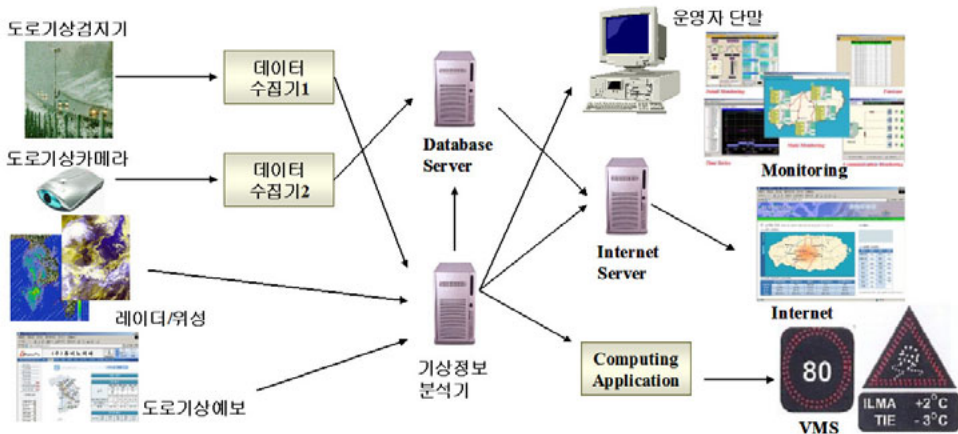 도로기상검지기
데이터
수집기1
도로기상카메라
데이터
수집기2
레이더/위성
도로기상예보
Database
Server
기상정보
분석기
운영자 단말
Monitoring
Internet
Server
Internet
Computing
Application
80
ILMA +2°C
TIE -3°C
VMS